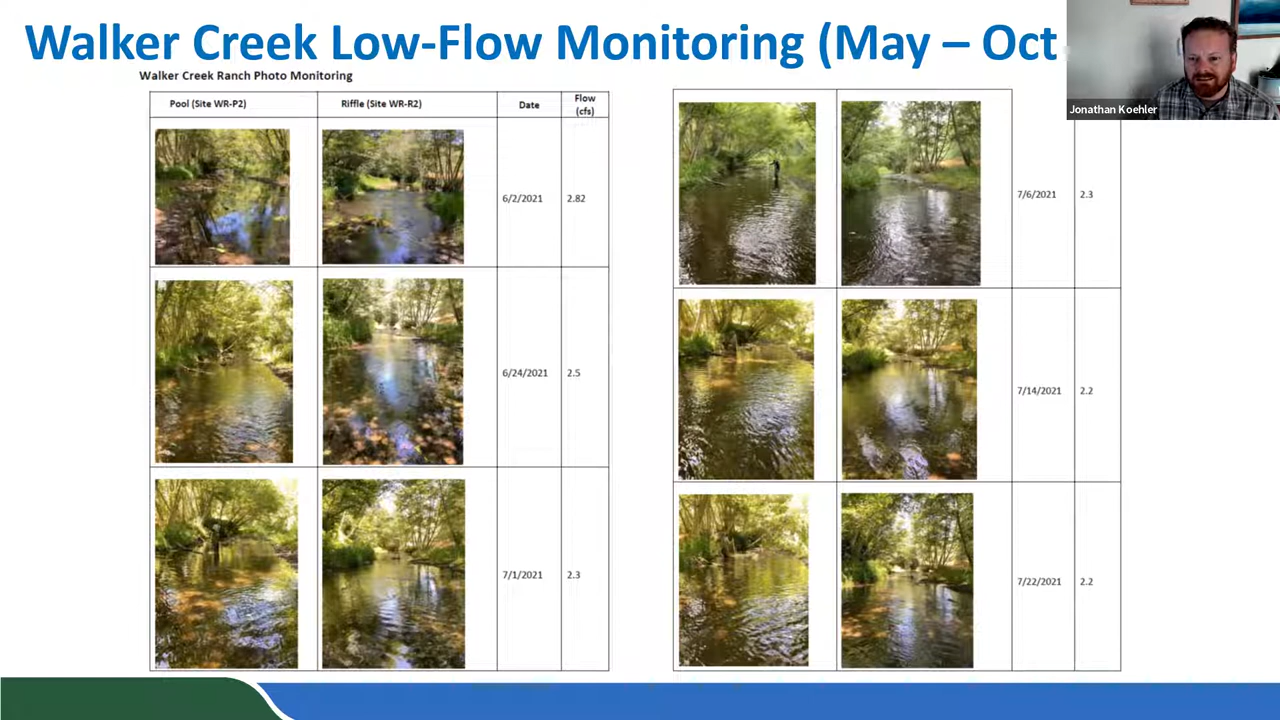 Walker Creek Low-Flow Monitoring (May – Oct
Jonathan Koehler
Walker Creek Ranch Photo Monitoring
Pool (Site WR-P2) Riffle (Site WR-R2) Date Flow (cfs)
6/2/2021 2.82
6/24/2021 2.5
7/1/2021 2.3
7/6/2021 2.3
7/14/2021 2.2
7/22/2021 2.2